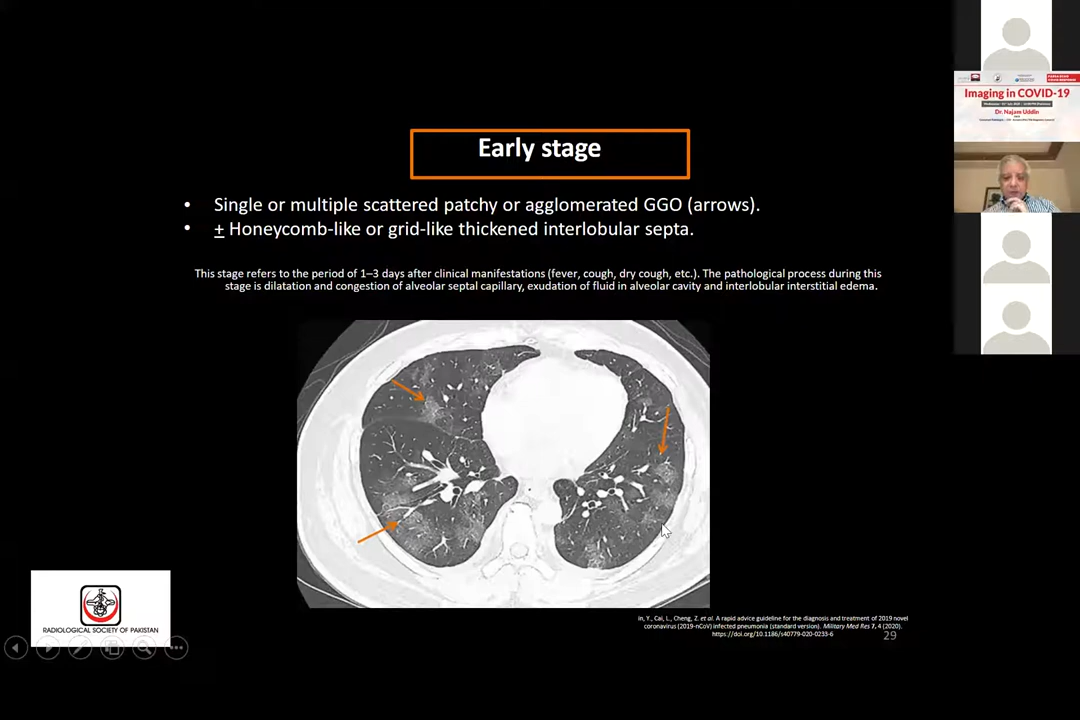 Early stage
• Single or multiple scattered patchy or agglomerated GGO (arrows).
• + Honeycomb-like or grid-like thickened interlobular septa.
This stage refers to the period of 1–3 days after clinical manifestations (fever, cough, dry cough, etc.). The pathological process during this
stage is dilatation and congestion of alveolar septal capillary, exudation of fluid in alveolar cavity and interlobular interstitial edema.
Imaging in COVID-19
Dr. Najam Uddin
RADIOLOGICAL SOCIETY OF PAKISTAN
in, Y., Cai, L., Cheng, Z. et al. A rapid advice guideline for the diagnosis and treatment of 2019 novel
coronavirus (2019-nCoV) infected pneumonia (standard version). Military Med Res 7, 4 (2020).
https://doi.org/10.1186/s40779-020-0233-6
29